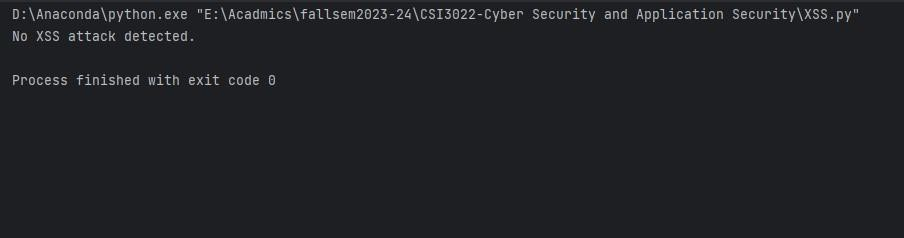 D:\Anaconda\python.exe "E:\Acadmics\fallsem2023-24\CSI3022-Cyber Security and Application Security\XSS.py"
No XSS attack detected.
Process finished with exit code 0